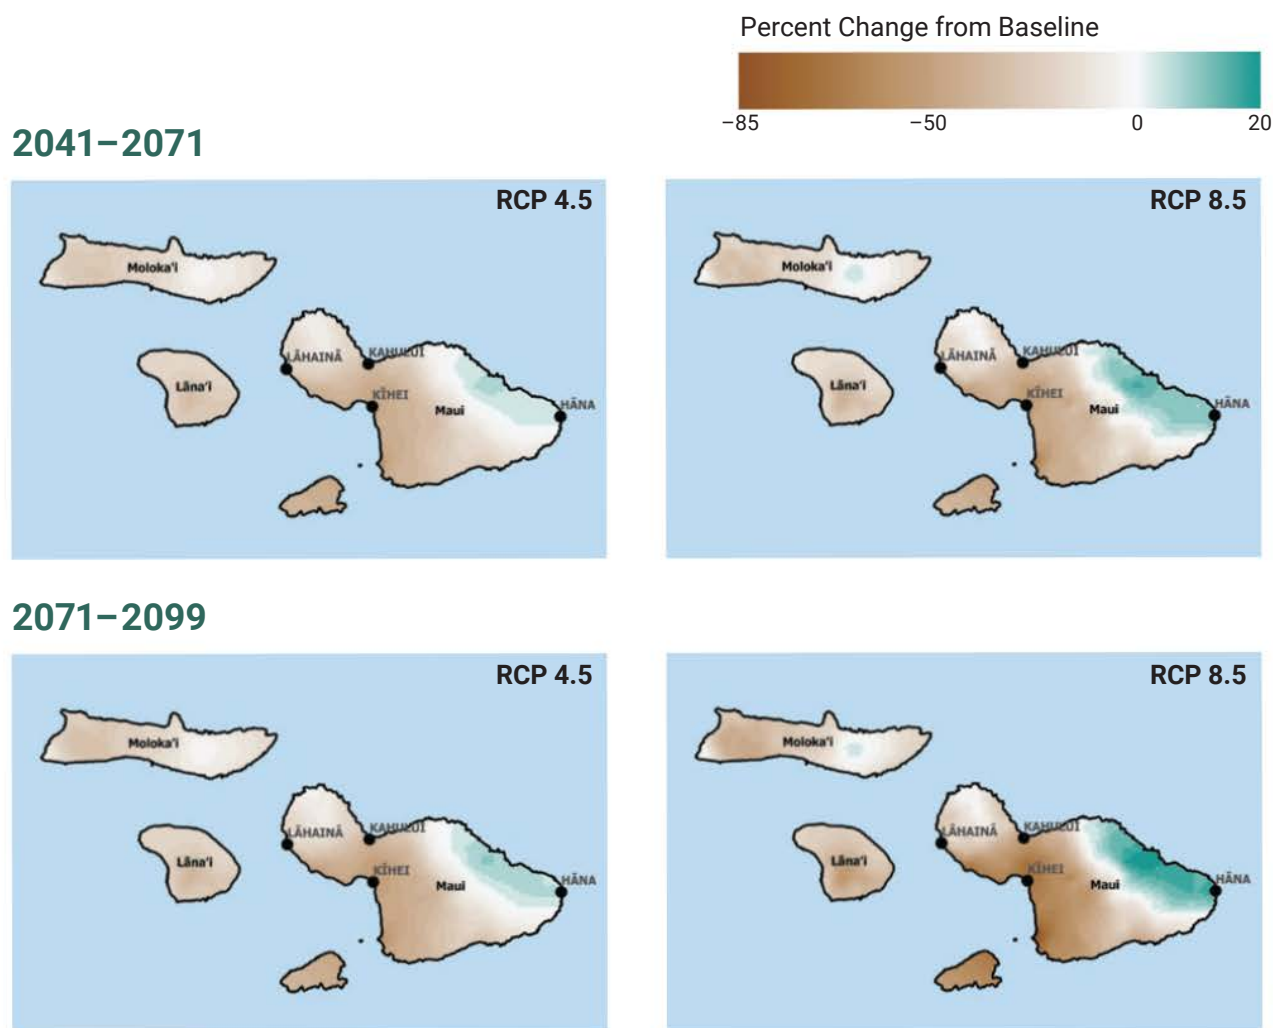 Percent Change from Baseline
−85 −50 0 20
2041–2071
RCP 4.5
Moloka'i
LĀHAINĀ
KAHULUI
Lāna'i
KĪHEI
Maui
HĀNA
RCP 8.5
Moloka'i
LĀHAINĀ
KAHULUI
Lāna'i
KĪHEI
Maui
HĀNA
2071–2099
RCP 4.5
Moloka'i
LĀHAINĀ
KAHULUI
Lāna'i
KĪHEI
Maui
HĀNA
RCP 8.5
Moloka'i
LĀHAINĀ
KAHULUI
Lāna'i
KĪHEI
Maui
HĀNA